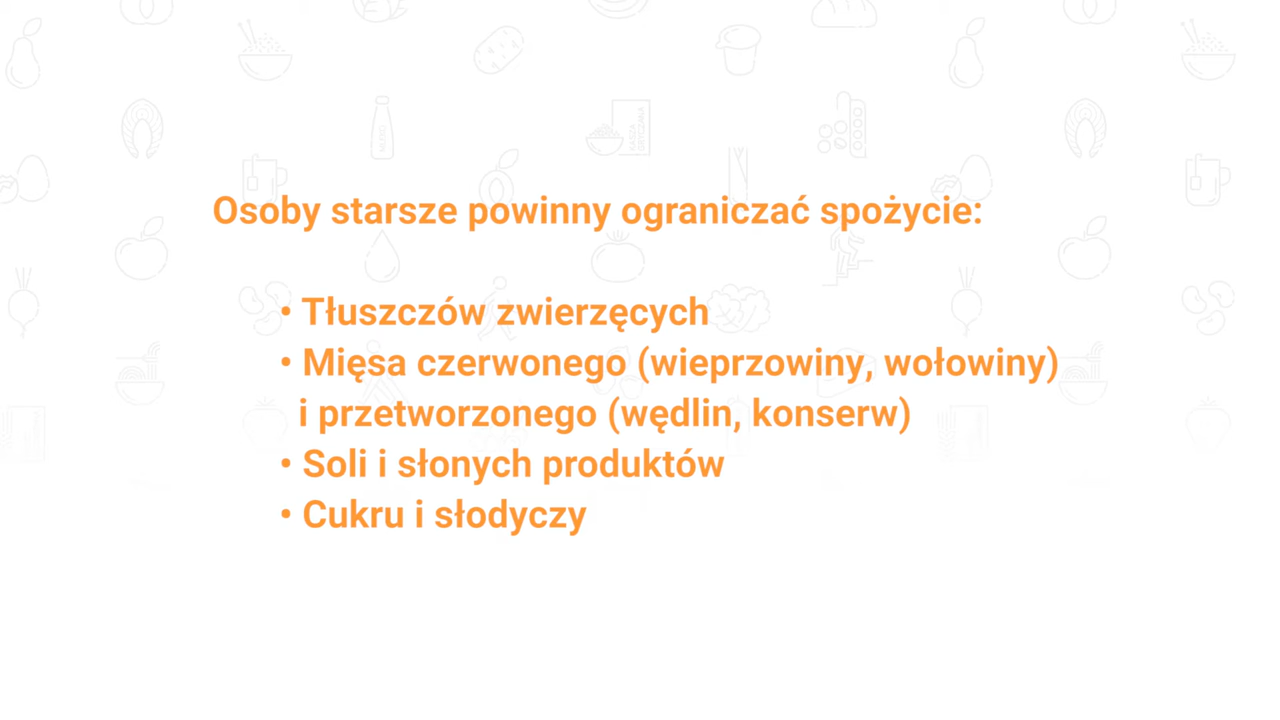 Osoby starsze powinny ograniczać spożycie:
• Tłuszczów zwierzęcych
• Mięsa czerwonego (wieprzowiny, wołowiny)
i przetworzonego (wędlin, konserw)
• Soli i słonych produktów
• Cukru i słodyczy